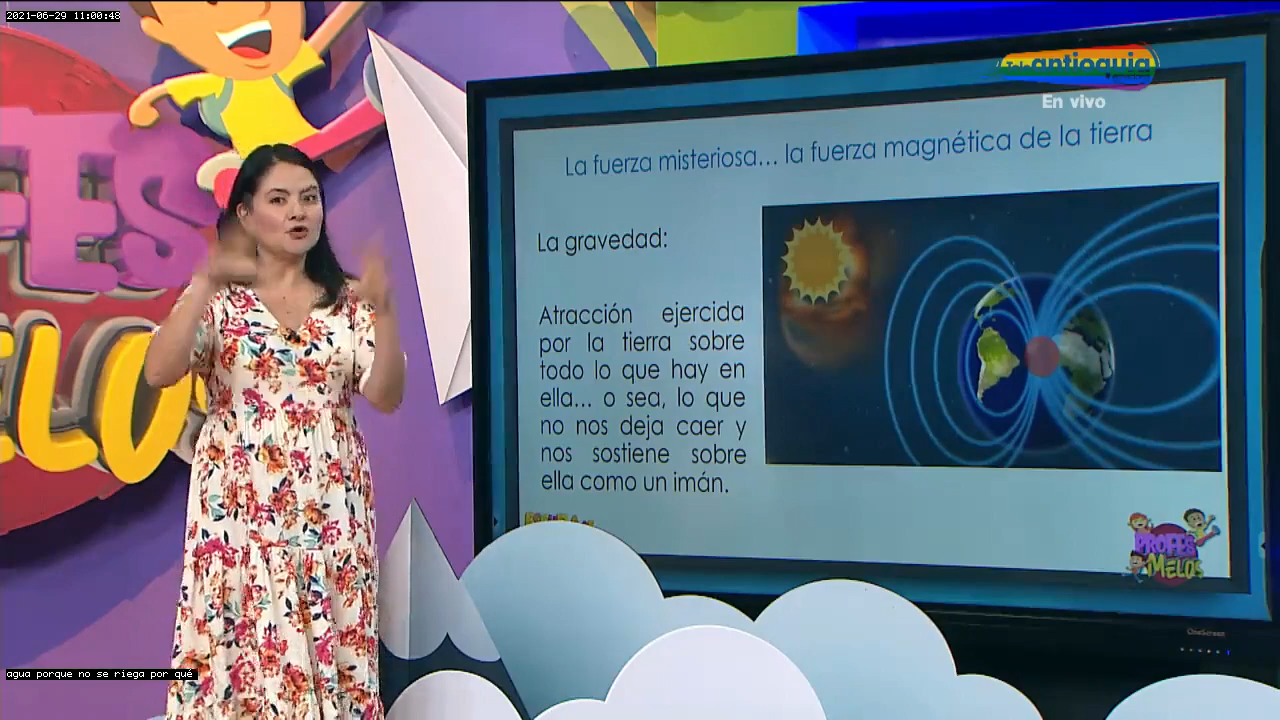 2021-06-29 11:00:48
Teleantioquia
En vivo
La fuerza misteriosa... la fuerza magnética de la tierra
La gravedad:
Atracción ejercida
por la tierra sobre
todo lo que hay en
ella... o sea, lo que
no nos deja caer y
nos sostiene sobre
ella como un imán.
PROFES
MELOS
agua porque no se riega por qué